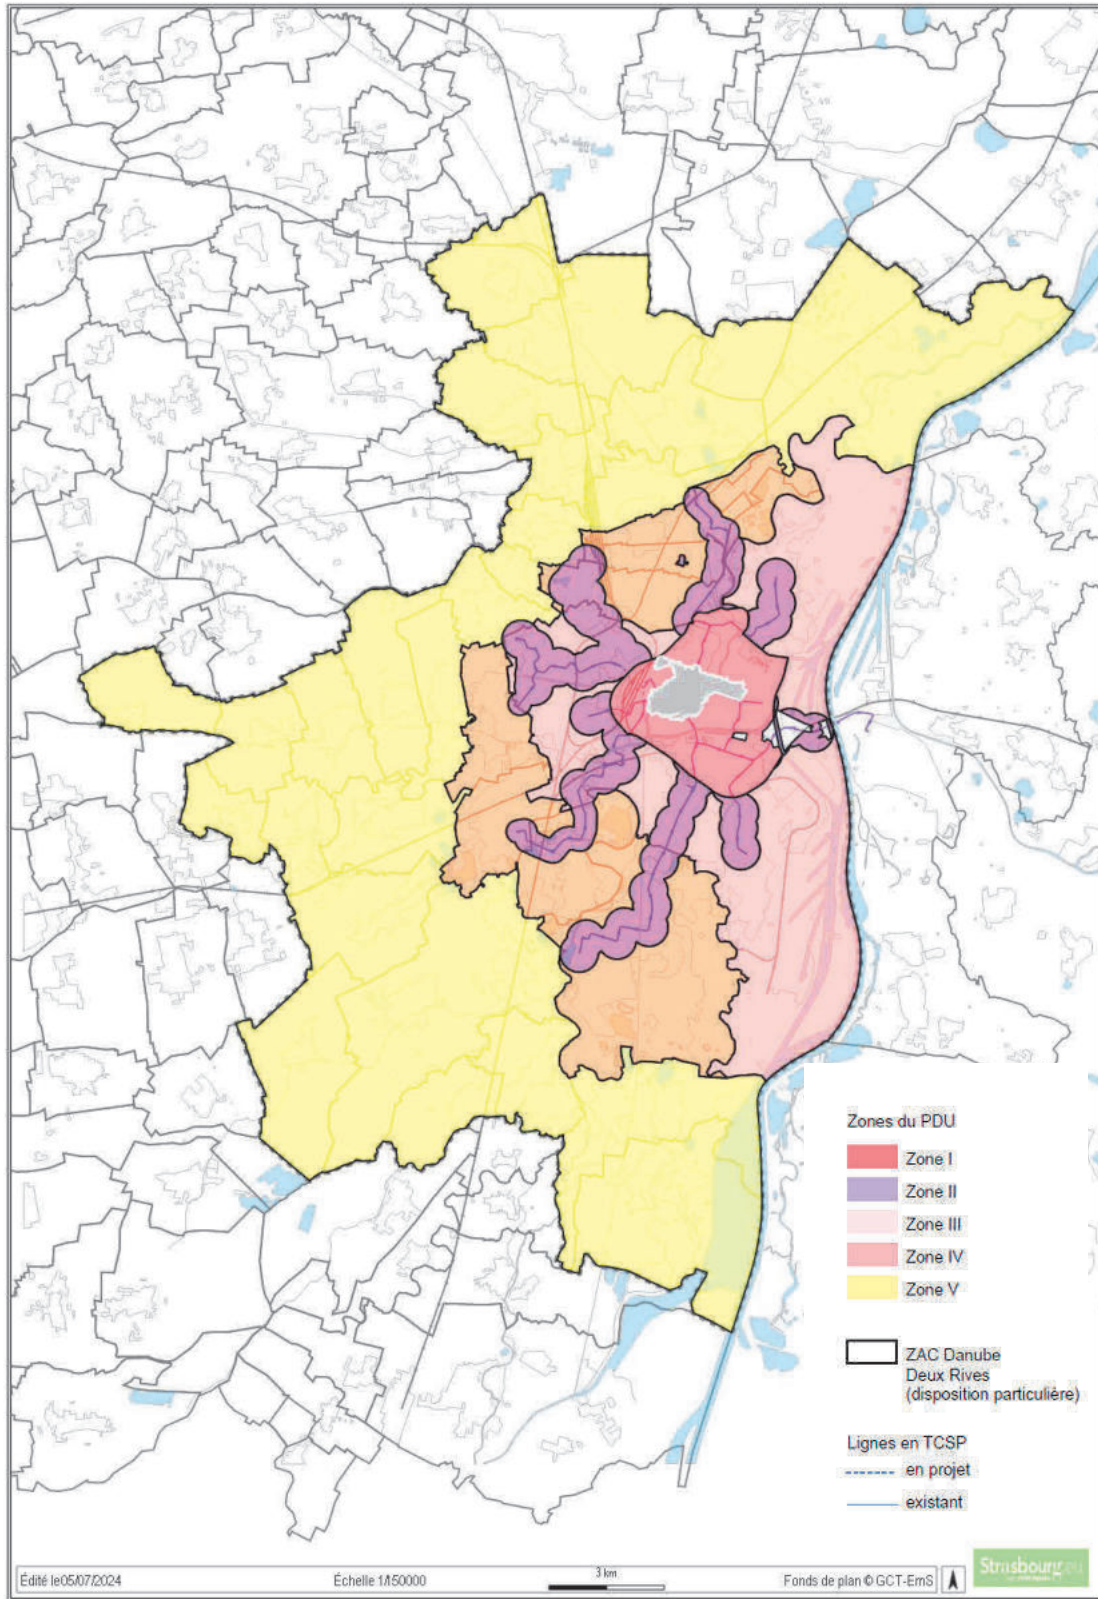 Zones du PDU
Zone I
Zone II
Zone III
Zone IV
Zone V
ZAC Danube
Deux Rives
(disposition particulière)
Lignes en TCSP
en projet
existant
Édité le05/07/2024
Échelle 1/150000
3 km
Fonds de plan © GCT-EmS
Strasbourg.eu